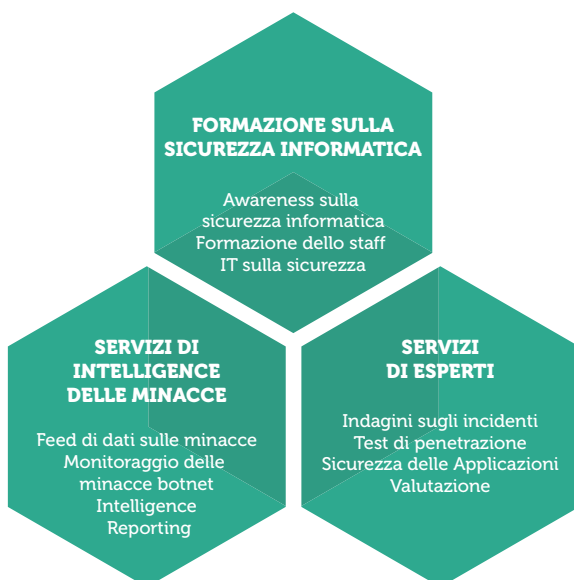 FORMAZIONE SULLA
SICUREZZA INFORMATICA
Awareness sulla
sicurezza informatica
Formazione dello staff
IT sulla sicurezza
SERVIZI DI
INTELLIGENCE
DELLE MINACCE
Feed di dati sulle minacce
Monitoraggio delle
minacce botnet
Intelligence
Reporting
SERVIZI
DI ESPERTI
Indagini sugli incidenti
Test di penetrazione
Sicurezza delle Applicazioni
Valutazione